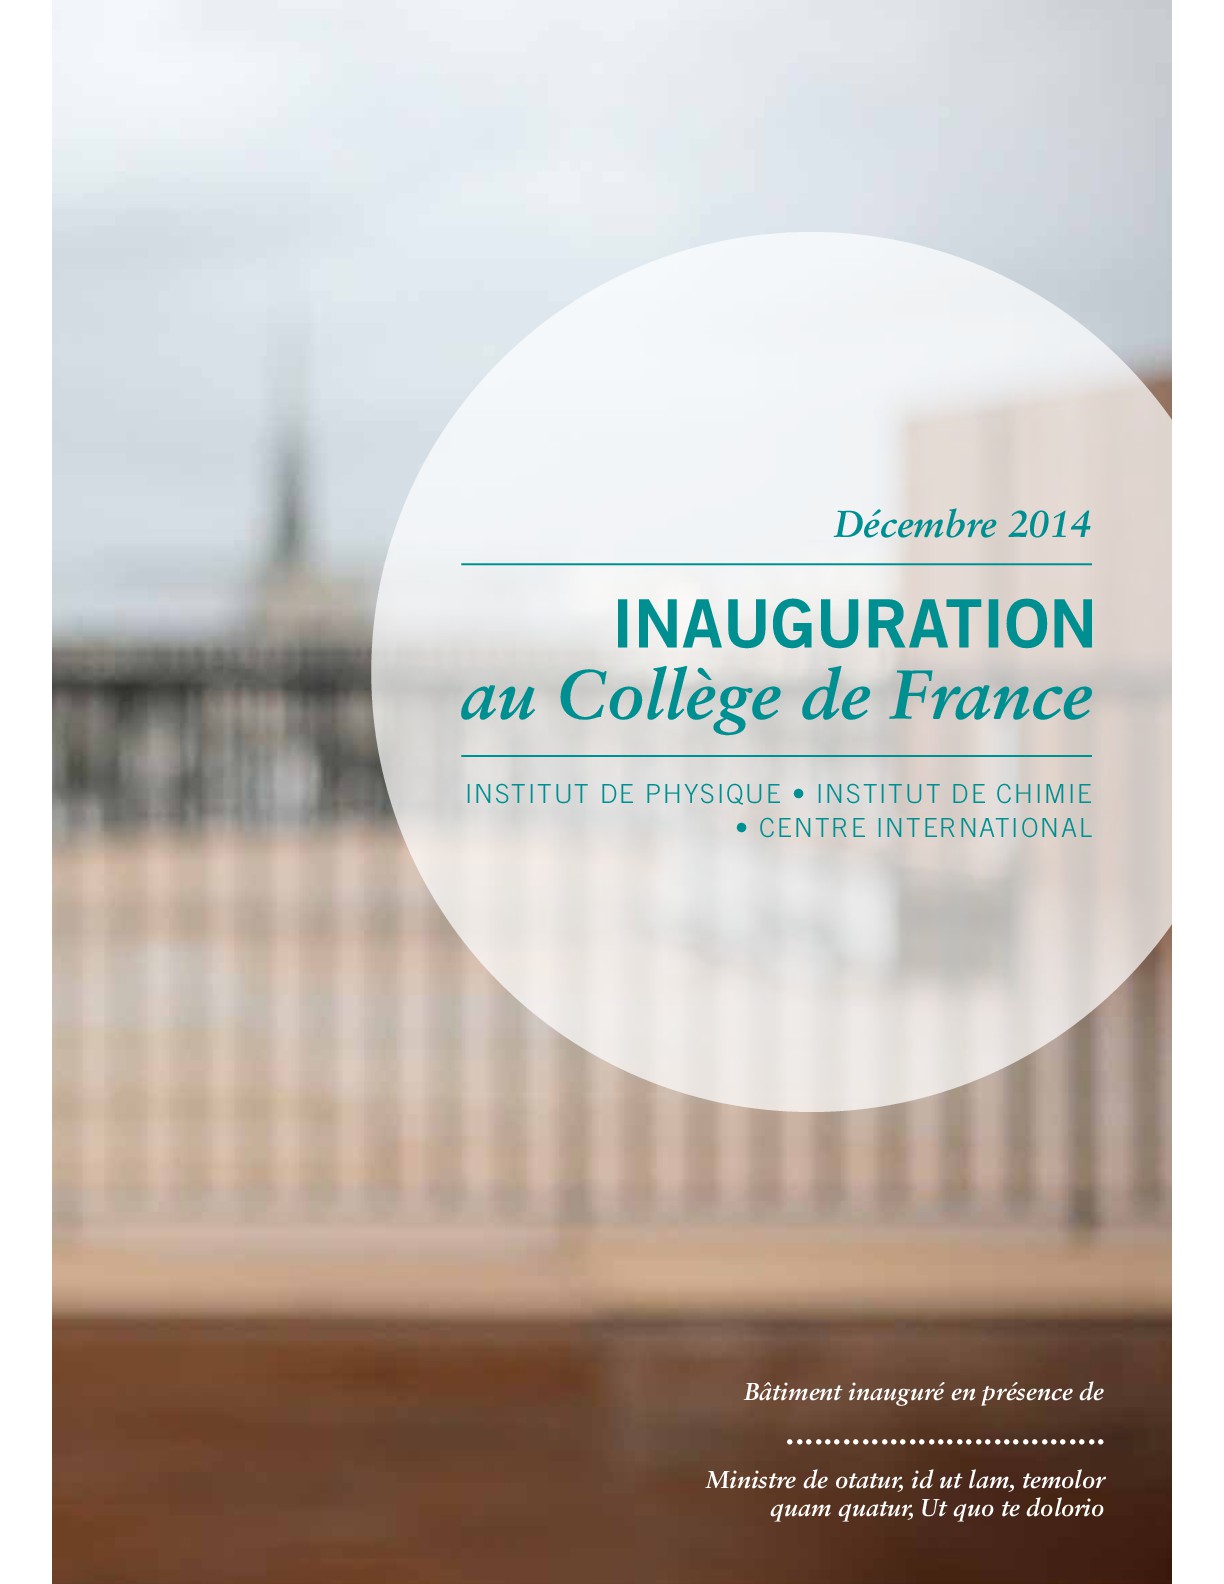 Décembre 2014
INAUGURATION
au Collège de France
INSTITUT DE PHYSIQUE • INSTITUT DE CHIMIE
• CENTRE INTERNATIONAL
Bâtiment inauguré en présence de
..................................
Ministre de otatur, id ut lam, temolor
quam quatur, Ut quo te dolorio